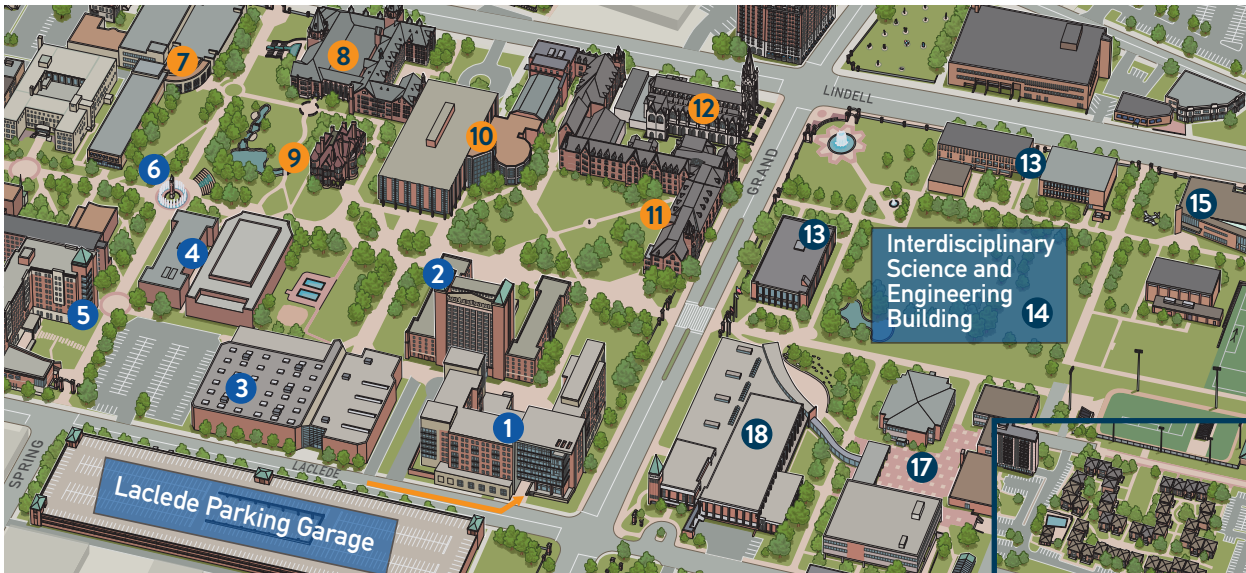 7
8
12
LINDELL
10
6
9
13
GRAND
11
13
15
4
2
Interdisciplinary
Science and
Engineering
Building
14
5
3
1
18
17
SPRING
LACLEDE
Laclede Parking Garage